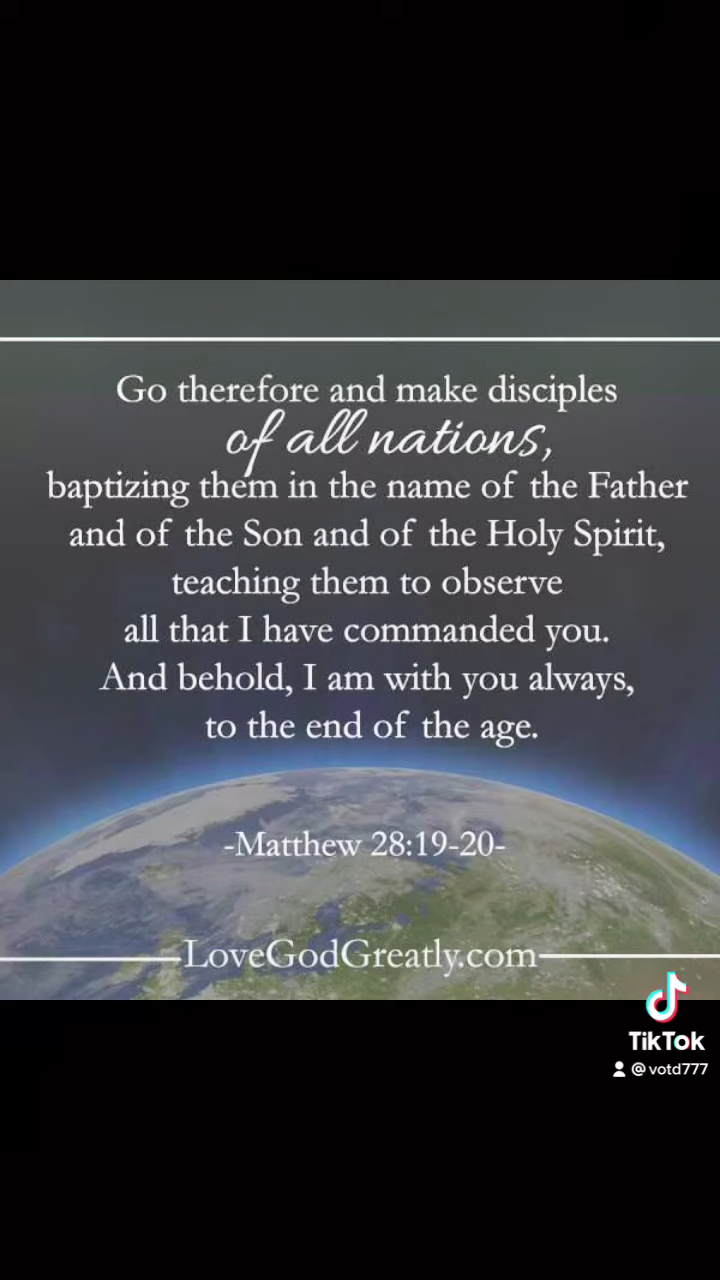 Go therefore and make disciples
of all nations,
baptizing them in the name of the Father
and of the Son and of the Holy Spirit,
teaching them to observe
all that I have commanded you.
And behold, I am with you always,
to the end of the age.
-Matthew 28:19-20-
LoveGodGreatly.com
TikTok
@votd777